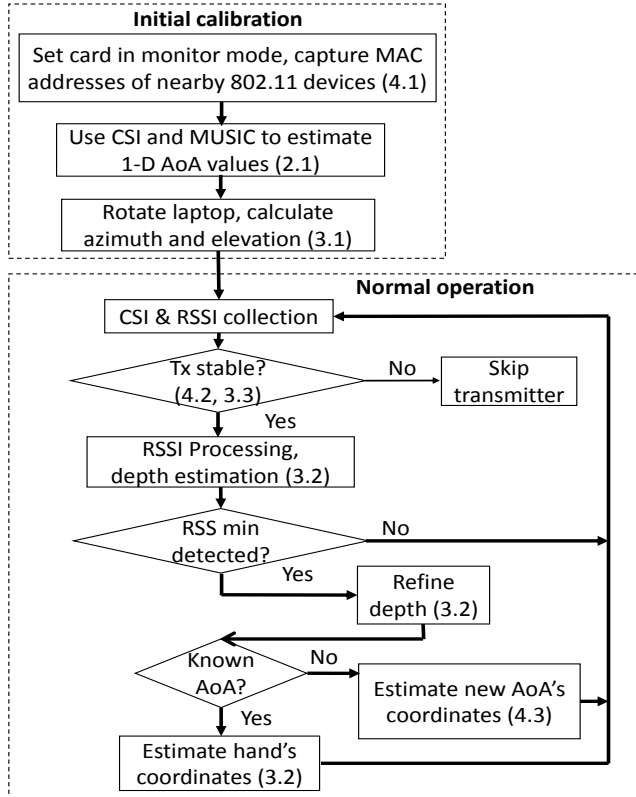 Initial calibration
Set card in monitor mode, capture MAC
addresses of nearby 802.11 devices (4.1)
Use CSI and MUSIC to estimate
1-D AoA values (2.1)
Rotate laptop, calculate
azimuth and elevation (3.1)
Normal operation
CSI & RSSI collection
Tx stable?
(4.2, 3.3)
No
Skip
transmitter
Yes
RSSI Processing,
depth estimation (3.2)
RSS min
detected?
No
Yes
Refine
depth (3.2)
Known
AoA?
No
Estimate new AoA's
coordinates (4.3)
Yes
Estimate hand's
coordinates (3.2)